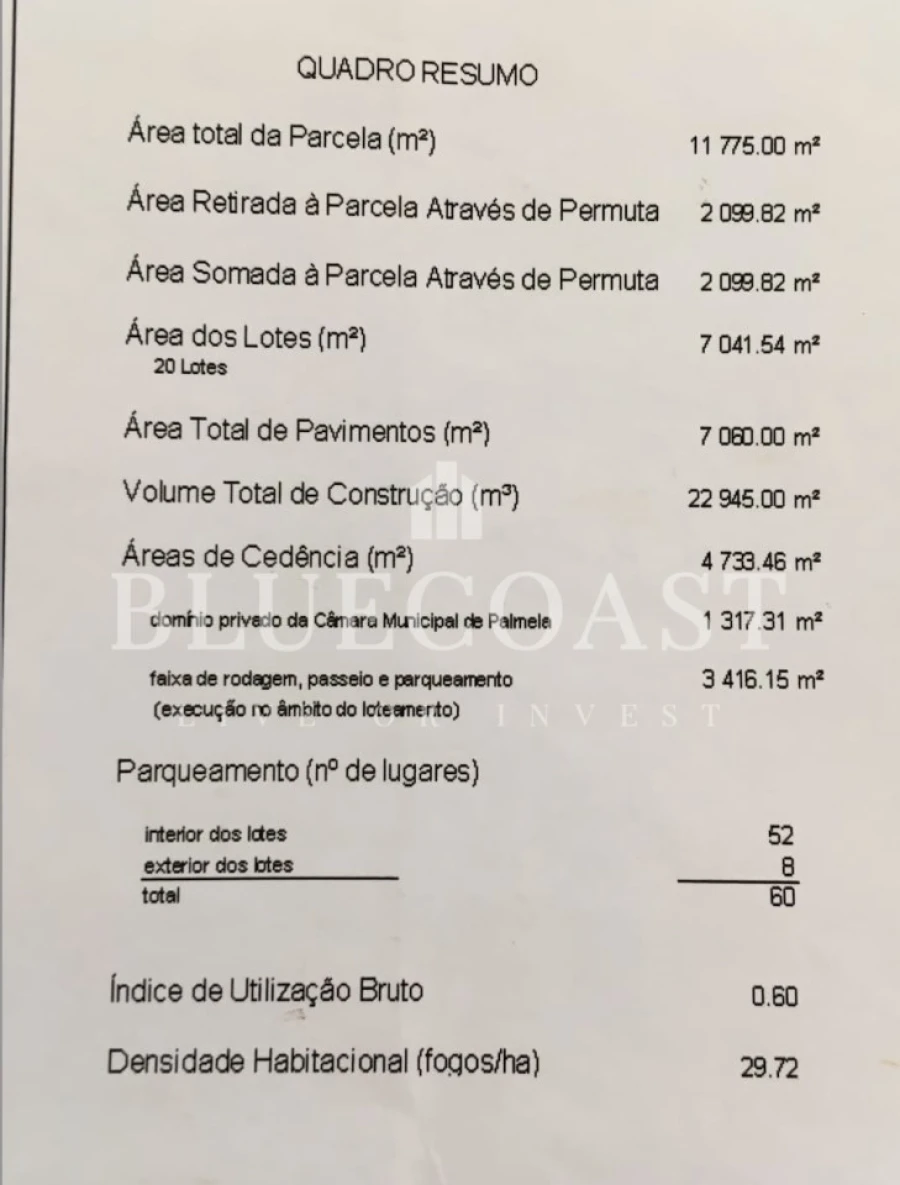 QUADRO RESUMO
Área total da Parcela (m²) 11 775.00 m²
Área Retirada à Parcela Através de Permuta 2 099.82 m²
Área Somada à Parcela Através de Permuta 2 099.82 m²
Área dos Lotes (m²) 7 041.54 m²
20 Lotes
Área Total de Pavimentos (m²) 7 060.00 m²
Volume Total de Construção (m³) 22 945.00 m²
Áreas de Cedência (m²) 4 733.46 m²
BLUECOAST
domínio privado da Câmara Municipal de Palmela 1 317.31 m²
faixa de rodagem, passeio e parqueamento 3 416.15 m²
(execução no âmbito do loteamento)
LIVE OR INVEST
Parqueamento (nº de lugares)
interior dos lotes 52
exterior dos lotes 8
total 60
Índice de Utilização Bruto 0.60
Densidade Habitacional (fogos/ha) 29.72